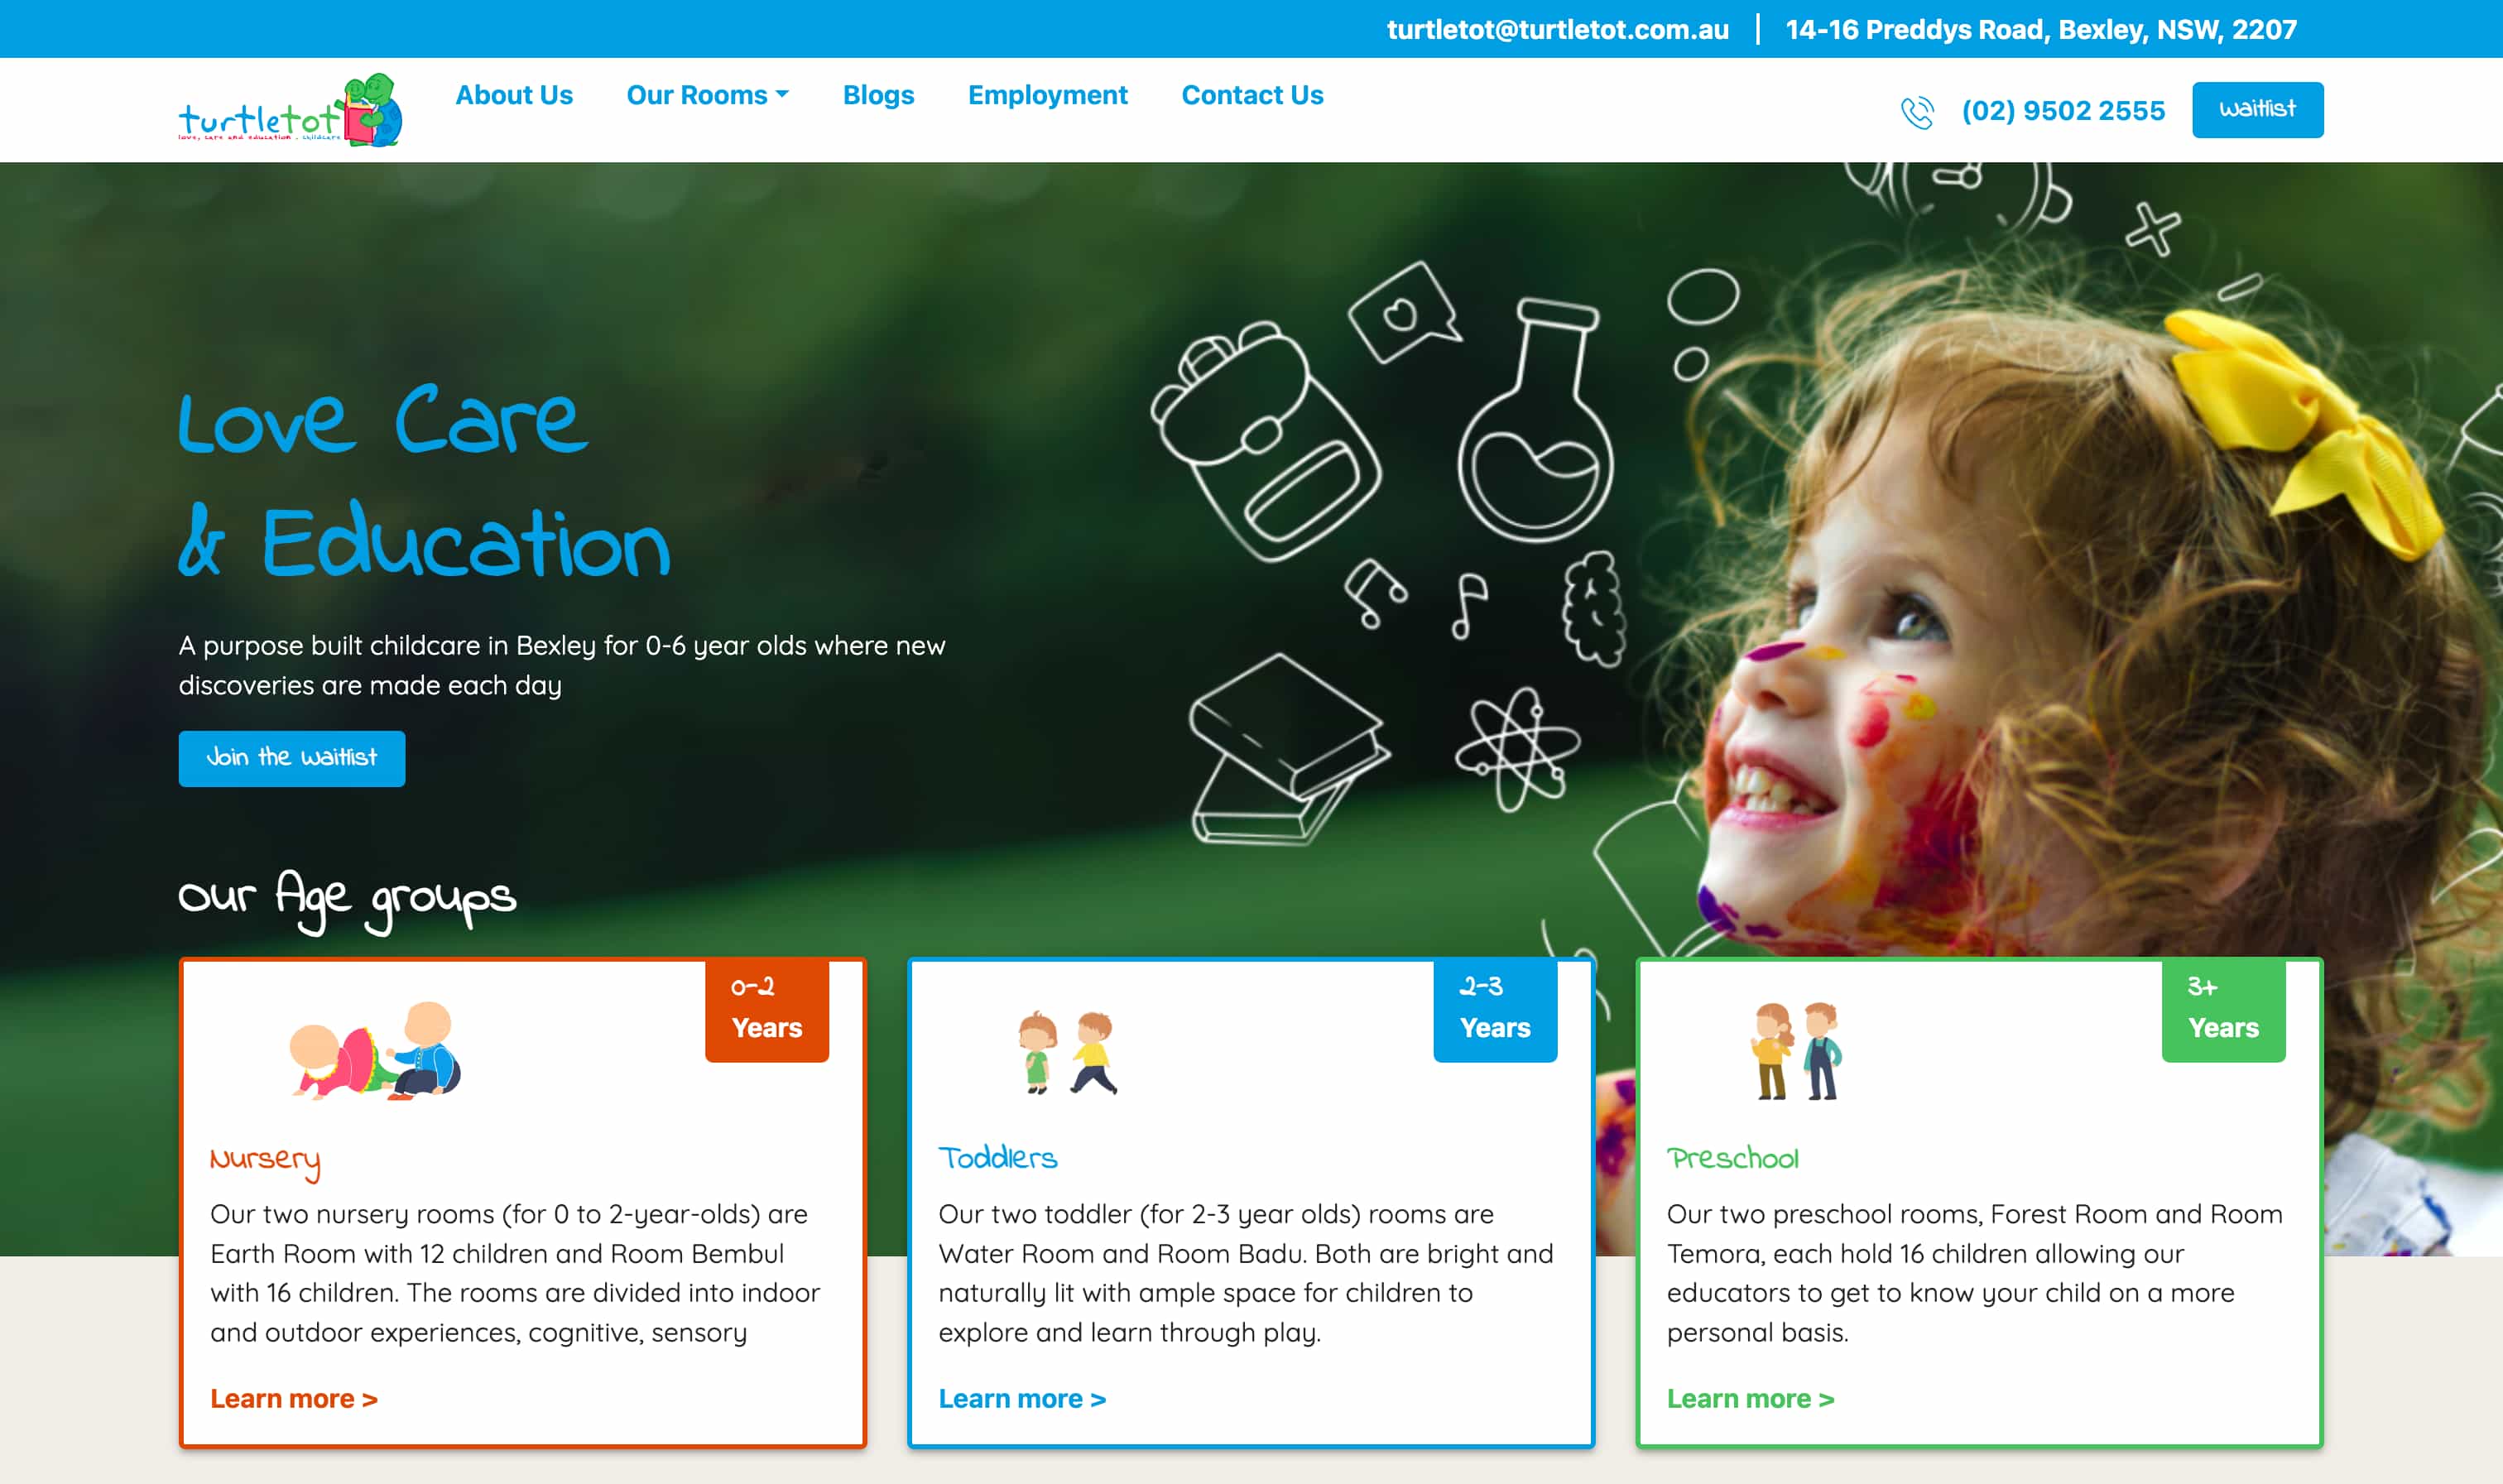 turtletot@turtletot.com.au | 14-16 Preddys Road, Bexley, NSW, 2207
turtletot
love, care and education . childcare
About Us
Our Rooms
Blogs
Employment
Contact Us
(02) 9502 2555
Waitlist
Love Care
& Education
A purpose built childcare in Bexley for 0-6 year olds where new
discoveries are made each day
Join the Waitlist
Our Age groups
0-2
Years
Nursery
Our two nursery rooms (for 0 to 2-year-olds) are
Earth Room with 12 children and Room Bembul
with 16 children. The rooms are divided into indoor
and outdoor experiences, cognitive, sensory
Learn more >
2-3
Years
Toddlers
Our two toddler (for 2-3 year olds) rooms are
Water Room and Room Badu. Both are bright and
naturally lit with ample space for children to
explore and learn through play.
Learn more >
3+
Years
Preschool
Our two preschool rooms, Forest Room and Room
Temora, each hold 16 children allowing our
educators to get to know your child on a more
personal basis.
Learn more >